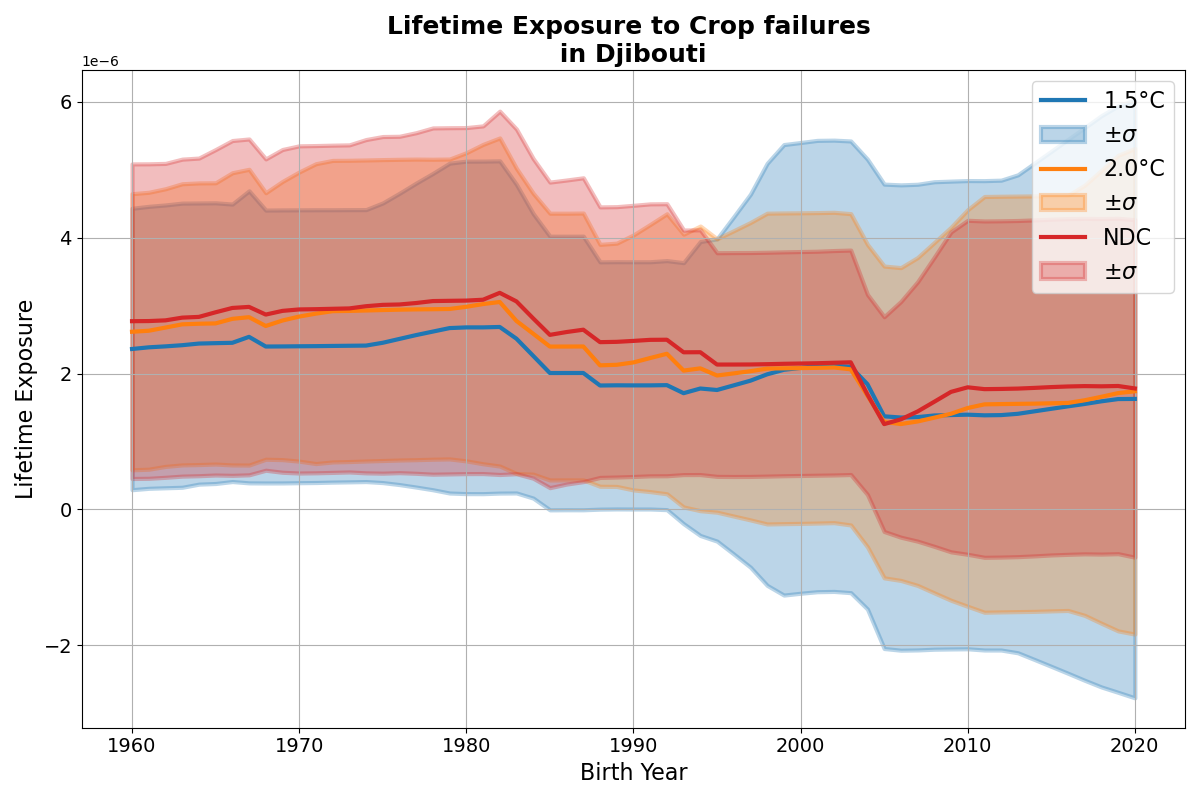 Lifetime Exposure to Crop failures
in Djibouti
1e−6
6
4
2
0
−2
Lifetime Exposure
1.5°C
±σ
2.0°C
±σ
NDC
±σ
1960
1970
1980
1990
2000
2010
2020
Birth Year